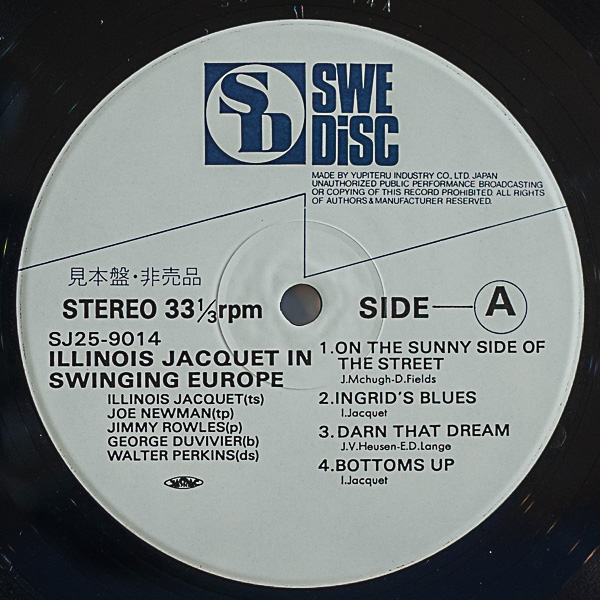 SD
SWE
DiSC
MADE BY YUPITERU INDUSTRY CO., LTD. JAPAN
UNAUTHORIZED PUBLIC PERFORMANCE BROADCASTING
OR COPYING OF THIS RECORD PROHIBITED. ALL RIGHTS
OF AUTHORS & MANUFACTURER RESERVED.
見本盤・非売品
STEREO 33 1/3 rpm
SIDE A
SJ25-9014
ILLINOIS JACQUET IN
SWINGING EUROPE
ILLINOIS JACQUET(ts)
JOE NEWMAN(tp)
JIMMY ROWLES(p)
GEORGE DUVIVIER(b)
WALTER PERKINS(ds)
1.ON THE SUNNY SIDE OF
THE STREET
J.Mchugh-D.Fields
2.INGRID'S BLUES
I.Jacquet
3.DARN THAT DREAM
J.V.Heusen-E.D.Lange
4.BOTTOMS UP
I.Jacquet